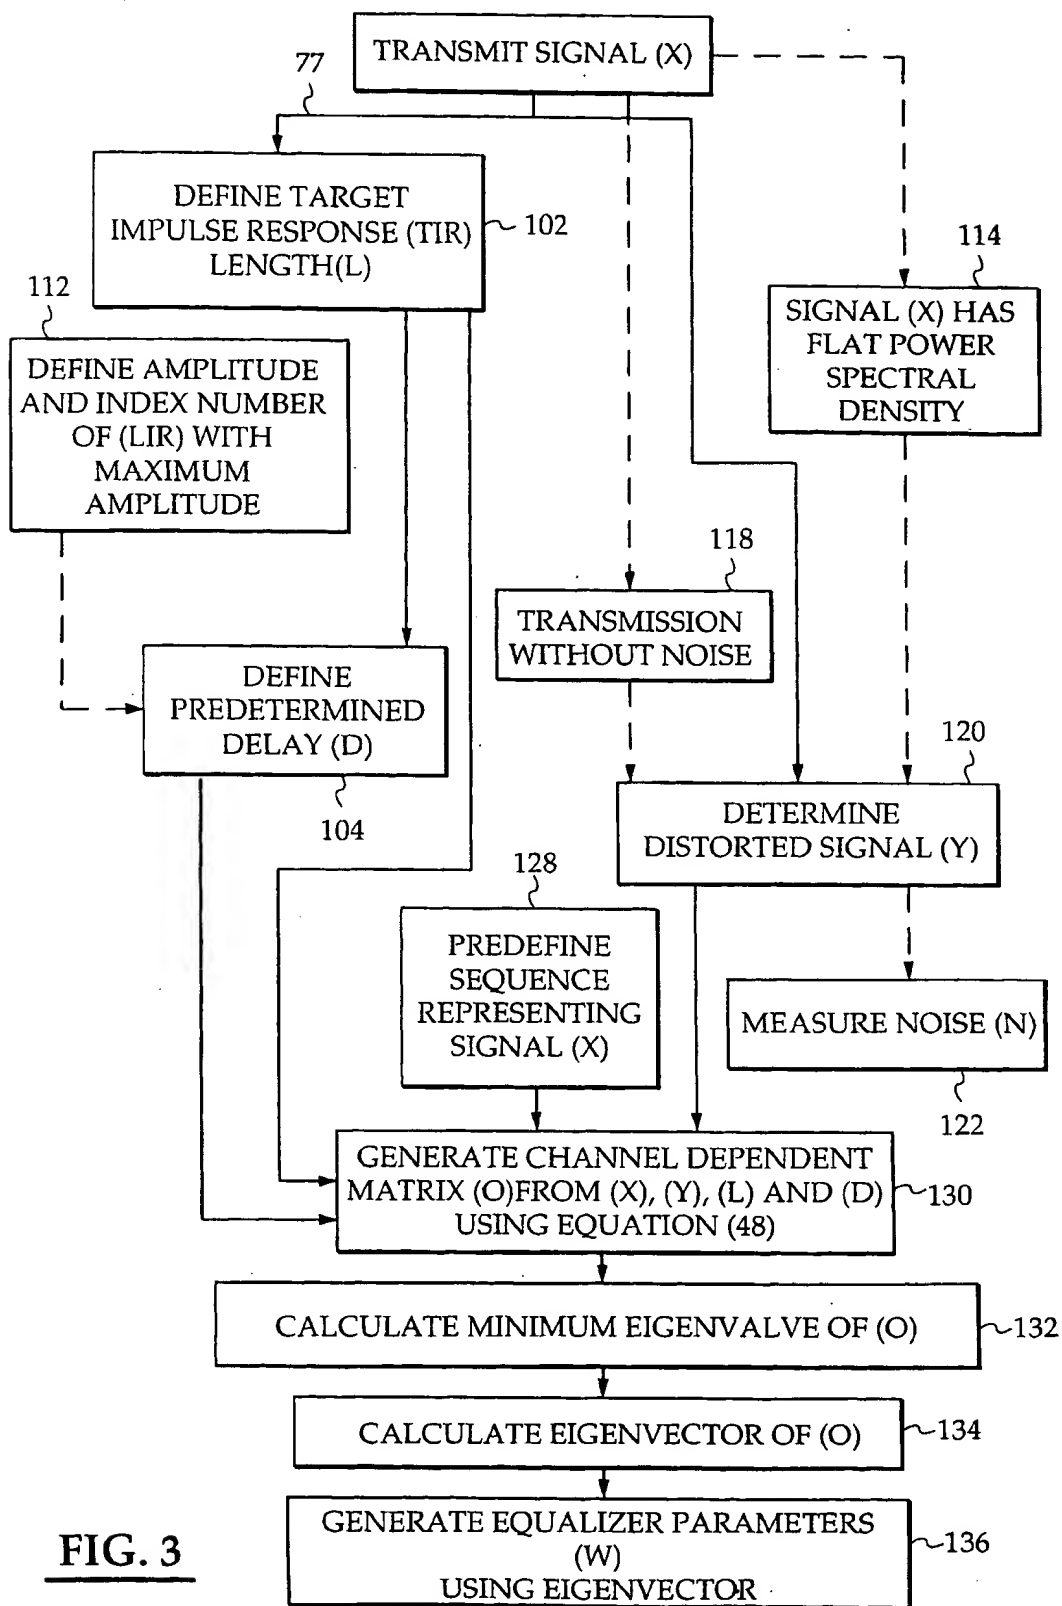 TRANSMIT SIGNAL (X)
77
DEFINE TARGET
IMPULSE RESPONSE (TIR)
LENGTH(L)
102
112
DEFINE AMPLITUDE
AND INDEX NUMBER
OF (LIR) WITH
MAXIMUM
AMPLITUDE
114
SIGNAL (X) HAS
FLAT POWER
SPECTRAL
DENSITY
118
TRANSMISSION
WITHOUT NOISE
DEFINE
PREDETERMINED
DELAY (D)
104
120
DETERMINE
DISTORTED SIGNAL (Y)
128
PREDEFINE
SEQUENCE
REPRESENTING
SIGNAL (X)
MEASURE NOISE (N)
122
GENERATE CHANNEL DEPENDENT
MATRIX (O)FROM (X), (Y), (L) AND (D)
USING EQUATION (48)
130
CALCULATE MINIMUM EIGENVALVE OF (O)
132
CALCULATE EIGENVECTOR OF (O)
134
GENERATE EQUALIZER PARAMETERS
(W)
USING EIGENVECTOR
136
FIG. 3